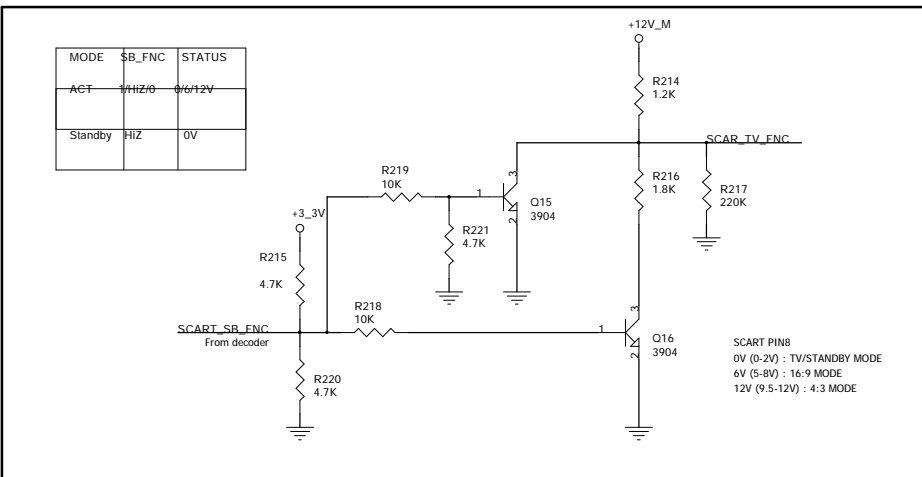 MODE SB_FNC STATUS
ACT 1/HiZ/0 0/6/12V
Standby HiZ 0V
+12V_M
R214
1.2K
SCAR_TV_FNC
R219
10K
3
1
Q15
3904
2
R216
1.8K
R217
220K
+3_3V
R221
4.7K
R215
4.7K
R218
10K
SCART_SB_FNC
From decoder
3
1
Q16
3904
2
R220
4.7K
SCART PIN8
0V (0-2V) : TV/STANDBY MODE
6V (5-8V) : 16:9 MODE
12V (9.5-12V) : 4:3 MODE